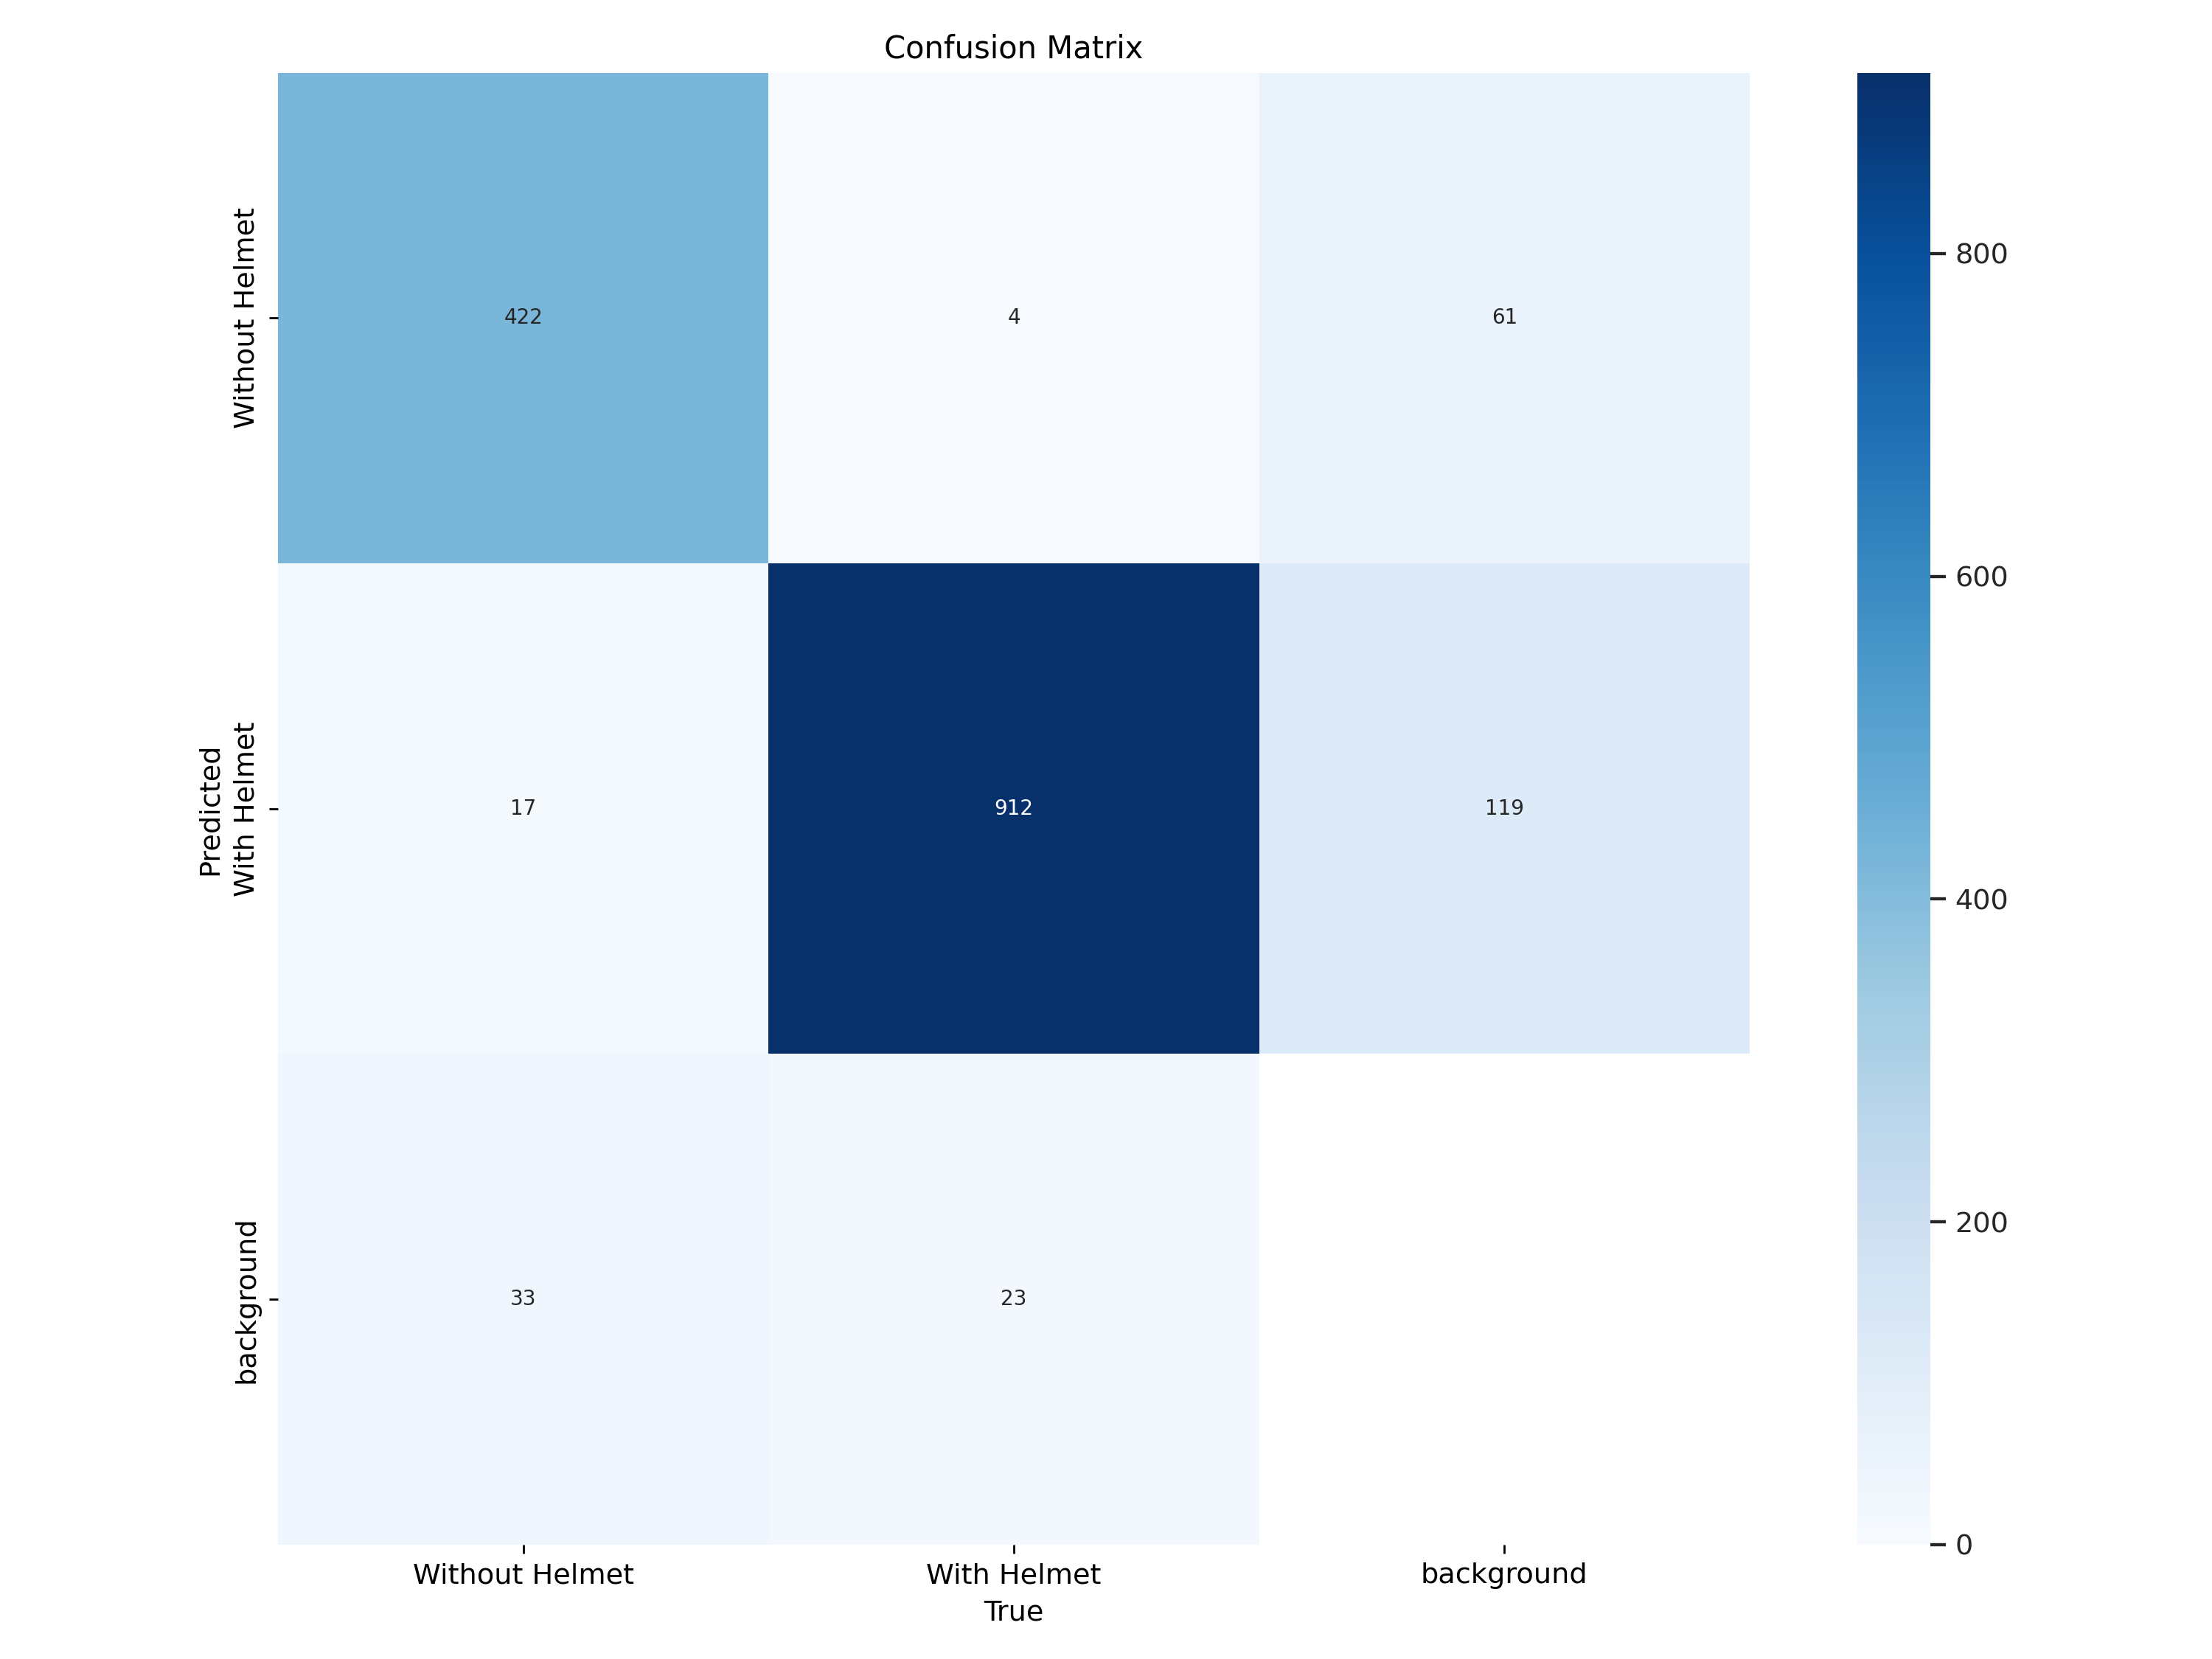 Confusion Matrix
Without Helmet
422
4
61
800
600
Predicted
With Helmet
17
912
119
400
background
33
23
200
0
Without Helmet
With Helmet
background
True